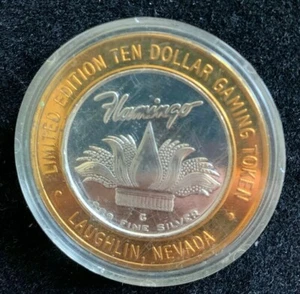 LIMITED EDITION TEN DOLLAR GAMING TOKEN
Flamingo
G
.999 FINE SILVER
LAUGHLIN, NEVADA